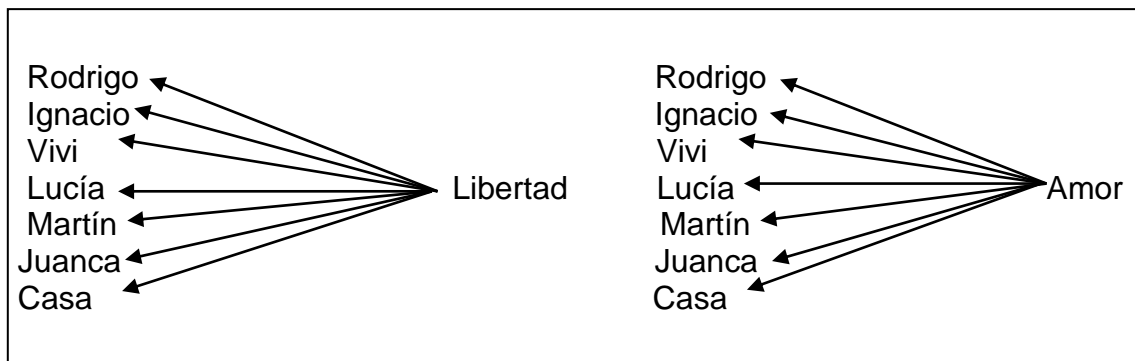 Rodrigo
Ignacio
Vivi
Lucía
Martín
Juanca
Casa
Libertad
Rodrigo
Ignacio
Vivi
Lucía
Martín
Juanca
Casa
Amor